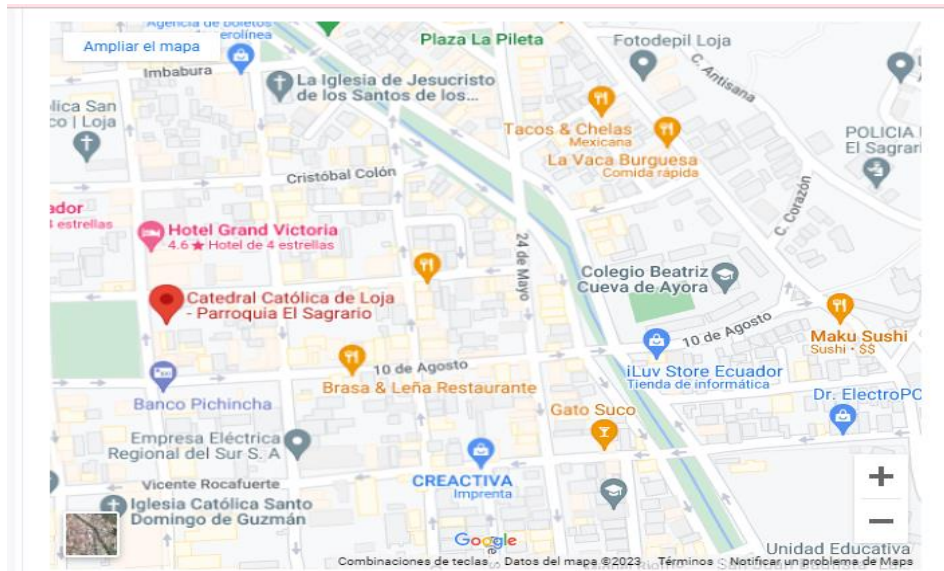 Agencia de boletos
aerolínea
Ampliar el mapa
Plaza La Pileta
Fotodepil Loja
Imbabura
La Iglesia de Jesucristo
de los Santos de los...
C. Antisana
ólica San
co | Loja
Tacos & Chelas
Mexicana
La Vaca Burguesa
Comida rápida
POLICIA
El Sagrari
Cristóbal Colón
C. Corazón
ador
4 estrellas
Hotel Grand Victoria
4.6 ★ Hotel de 4 estrellas
24 de Mayo
Colegio Beatriz
Cueva de Ayora
Catedral Católica de Loja
- Parroquia El Sagrario
10 de Agosto
Maku Sushi
Sushi • $$
10 de Agosto
iLuv Store Ecuador
Tienda de informática
Brasa & Leña Restaurante
Banco Pichincha
Dr. ElectroPC
Gato Suco
Empresa Eléctrica
Regional del Sur S. A
CREACTIVA
Imprenta
Vicente Rocafuerte
Iglesia Católica Santo
Domingo de Guzmán
Google
Unidad Educativa
Combinaciones de teclas
Datos del mapa ©2023
Términos
Notificar un problema de Maps